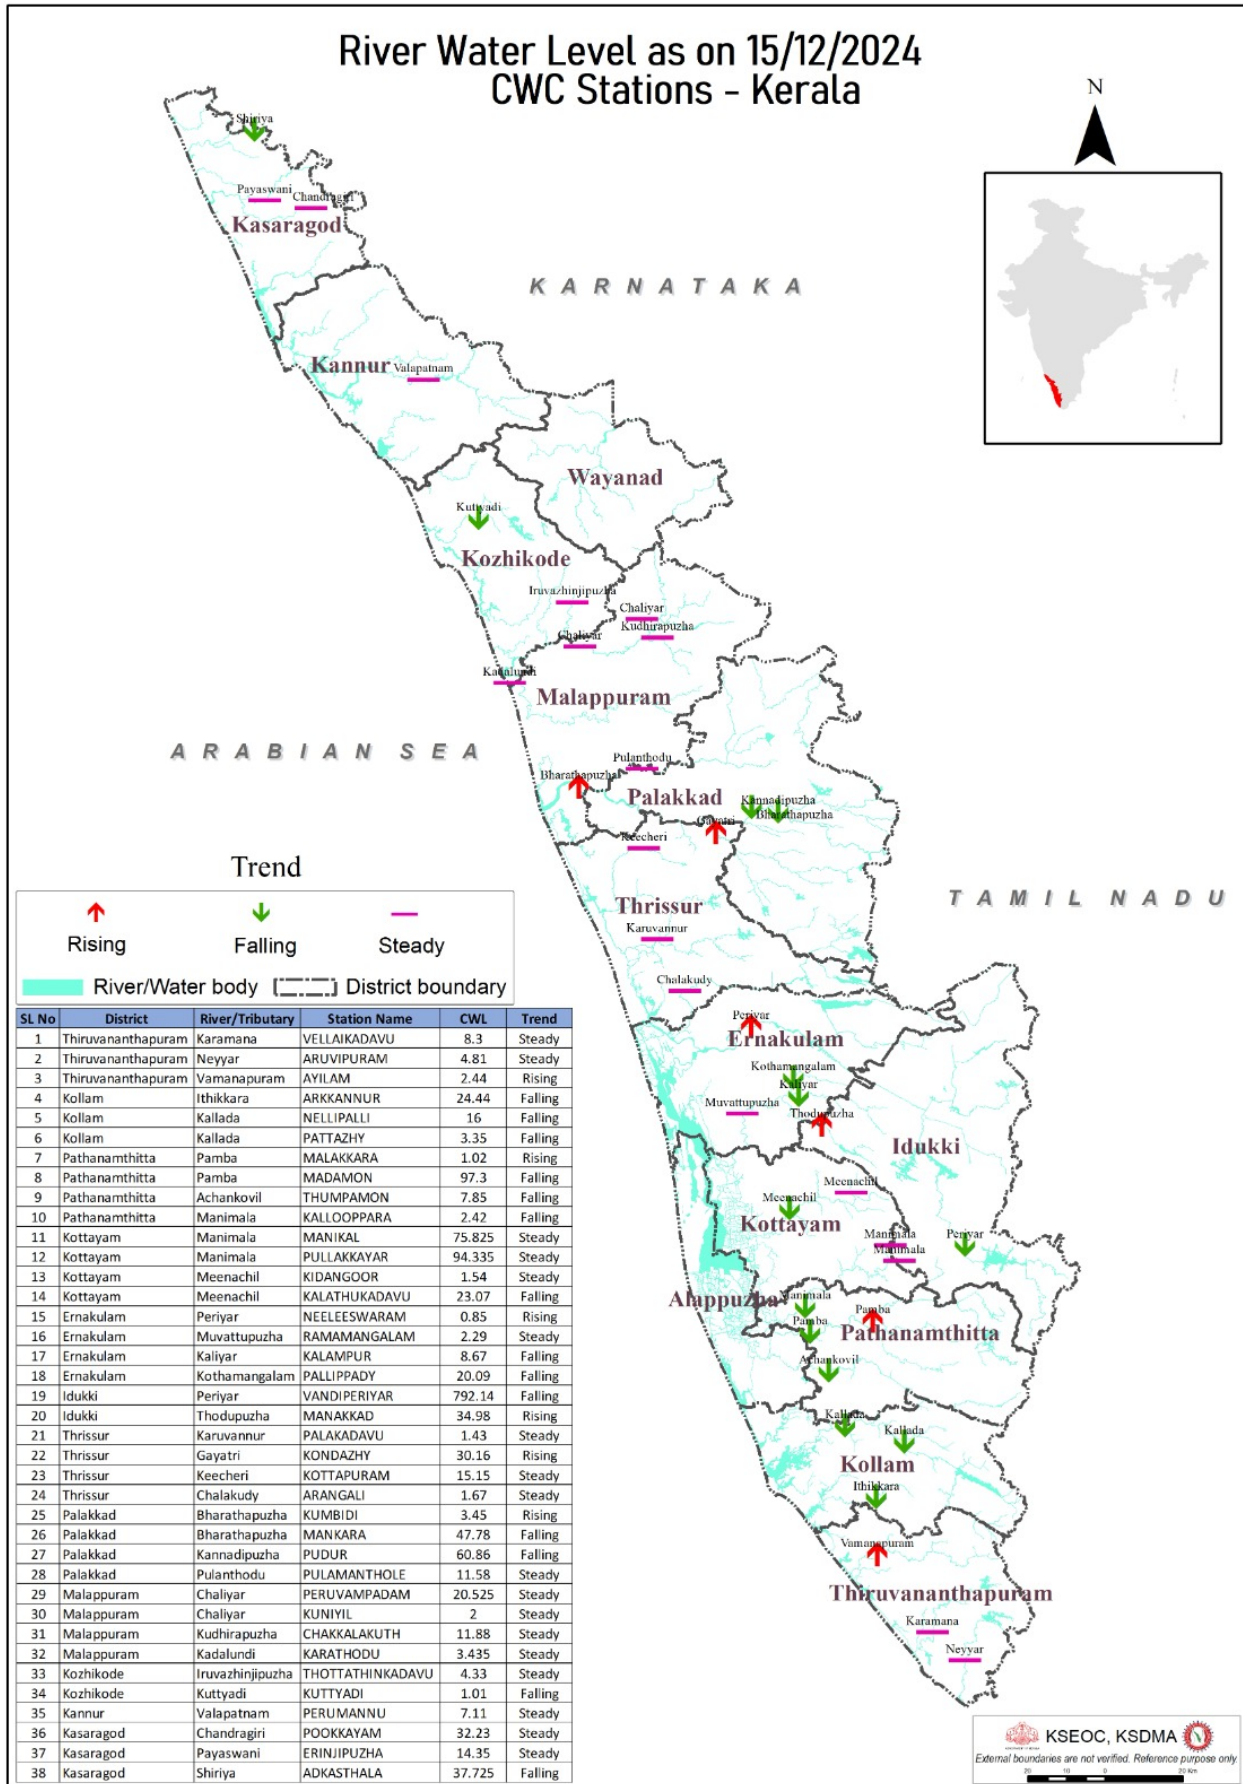 River Water Level as on 15/12/2024
CWC Stations - Kerala
N
Shiriya
Payaswani
Chandragiri
Kasaragod
KARNATAKA
Kannur
Valapatnam
Wayanad
Kuttyadi
Kozhikode
Iruvazhinjipuzha
Chaliyar
Kudhirapuzha
Chaliyar
Kadalundi
Malappuram
ARABIAN SEA
Pulanthodu
Bharathapuzha
Palakkad
Kannadipuzha
Bharathapuzha
Gayatri
Keecheri
Trend
Rising
Falling
Steady
River/Water body
District boundary
TAMIL NADU
Thrissur
Karuvannur
Chalakudy
Periyar
Ernakulam
Kothamangalam
Kaliyar
Muvattupuzha
Thodupuzha
Idukki
Meenachil
Meenachil
Kottayam
Manimala
Manimala
Periyar
Alappuzha
Manimala
Pamba
Pamba
Pathanamthitta
Achankovil
Kallada
Kallada
Kollam
Ithikkara
Vamanapuram
Thiruvananthapuram
Karamana
Neyyar
SL No District River/Tributary Station Name CWL Trend
1 Thiruvananthapuram Karamana VELLAIKADAVU 8.3 Steady
2 Thiruvananthapuram Neyyar ARUVIPURAM 4.81 Steady
3 Thiruvananthapuram Vamanapuram AYILAM 2.44 Rising
4 Kollam Ithikkara ARKKANNUR 24.44 Falling
5 Kollam Kallada NELLIPALLI 16 Falling
6 Kollam Kallada PATTAZHY 3.35 Falling
7 Pathanamthitta Pamba MALAKKARA 1.02 Rising
8 Pathanamthitta Pamba MADAMON 97.3 Falling
9 Pathanamthitta Achankovil THUMPAMON 7.85 Falling
10 Pathanamthitta Manimala KALLOOPPARA 2.42 Falling
11 Kottayam Manimala MANIKAL 75.825 Steady
12 Kottayam Manimala PULLAKKAYAR 94.335 Steady
13 Kottayam Meenachil KIDANGOOR 1.54 Steady
14 Kottayam Meenachil KALATHUKADAVU 23.07 Falling
15 Ernakulam Periyar NEELEESWARAM 0.85 Rising
16 Ernakulam Muvattupuzha RAMAMANGALAM 2.29 Steady
17 Ernakulam Kaliyar KALAMPUR 8.67 Falling
18 Ernakulam Kothamangalam PALLIPPADY 20.09 Falling
19 Idukki Periyar VANDIPERIYAR 792.14 Falling
20 Idukki Thodupuzha MANAKKAD 34.98 Rising
21 Thrissur Karuvannur PALAKADAVU 1.43 Steady
22 Thrissur Gayatri KONDAZHY 30.16 Rising
23 Thrissur Keecheri KOTTAPURAM 15.15 Steady
24 Thrissur Chalakudy ARANGALI 1.67 Steady
25 Palakkad Bharathapuzha KUMBIDI 3.45 Rising
26 Palakkad Bharathapuzha MANKARA 47.78 Falling
27 Palakkad Kannadipuzha PUDUR 60.86 Falling
28 Palakkad Pulanthodu PULAMANTHOLE 11.58 Steady
29 Malappuram Chaliyar PERUVAMPADAM 20.525 Steady
30 Malappuram Chaliyar KUNIYIL 2 Steady
31 Malappuram Kudhirapuzha CHAKKALAKUTH 11.88 Steady
32 Malappuram Kadalundi KARATHODU 3.435 Steady
33 Kozhikode Iruvazhinjipuzha THOTTATHINKADAVU 4.33 Steady
34 Kozhikode Kuttyadi KUTTYADI 1.01 Falling
35 Kannur Valapatnam PERUMANNU 7.11 Steady
36 Kasaragod Chandragiri POOKKAYAM 32.23 Steady
37 Kasaragod Payaswani ERINJIPUZHA 14.35 Steady
38 Kasaragod Shiriya ADKASTHALA 37.725 Falling
KSEOC, KSDMA
External boundaries are not verified. Reference purpose only.
20 10 0 20 Km